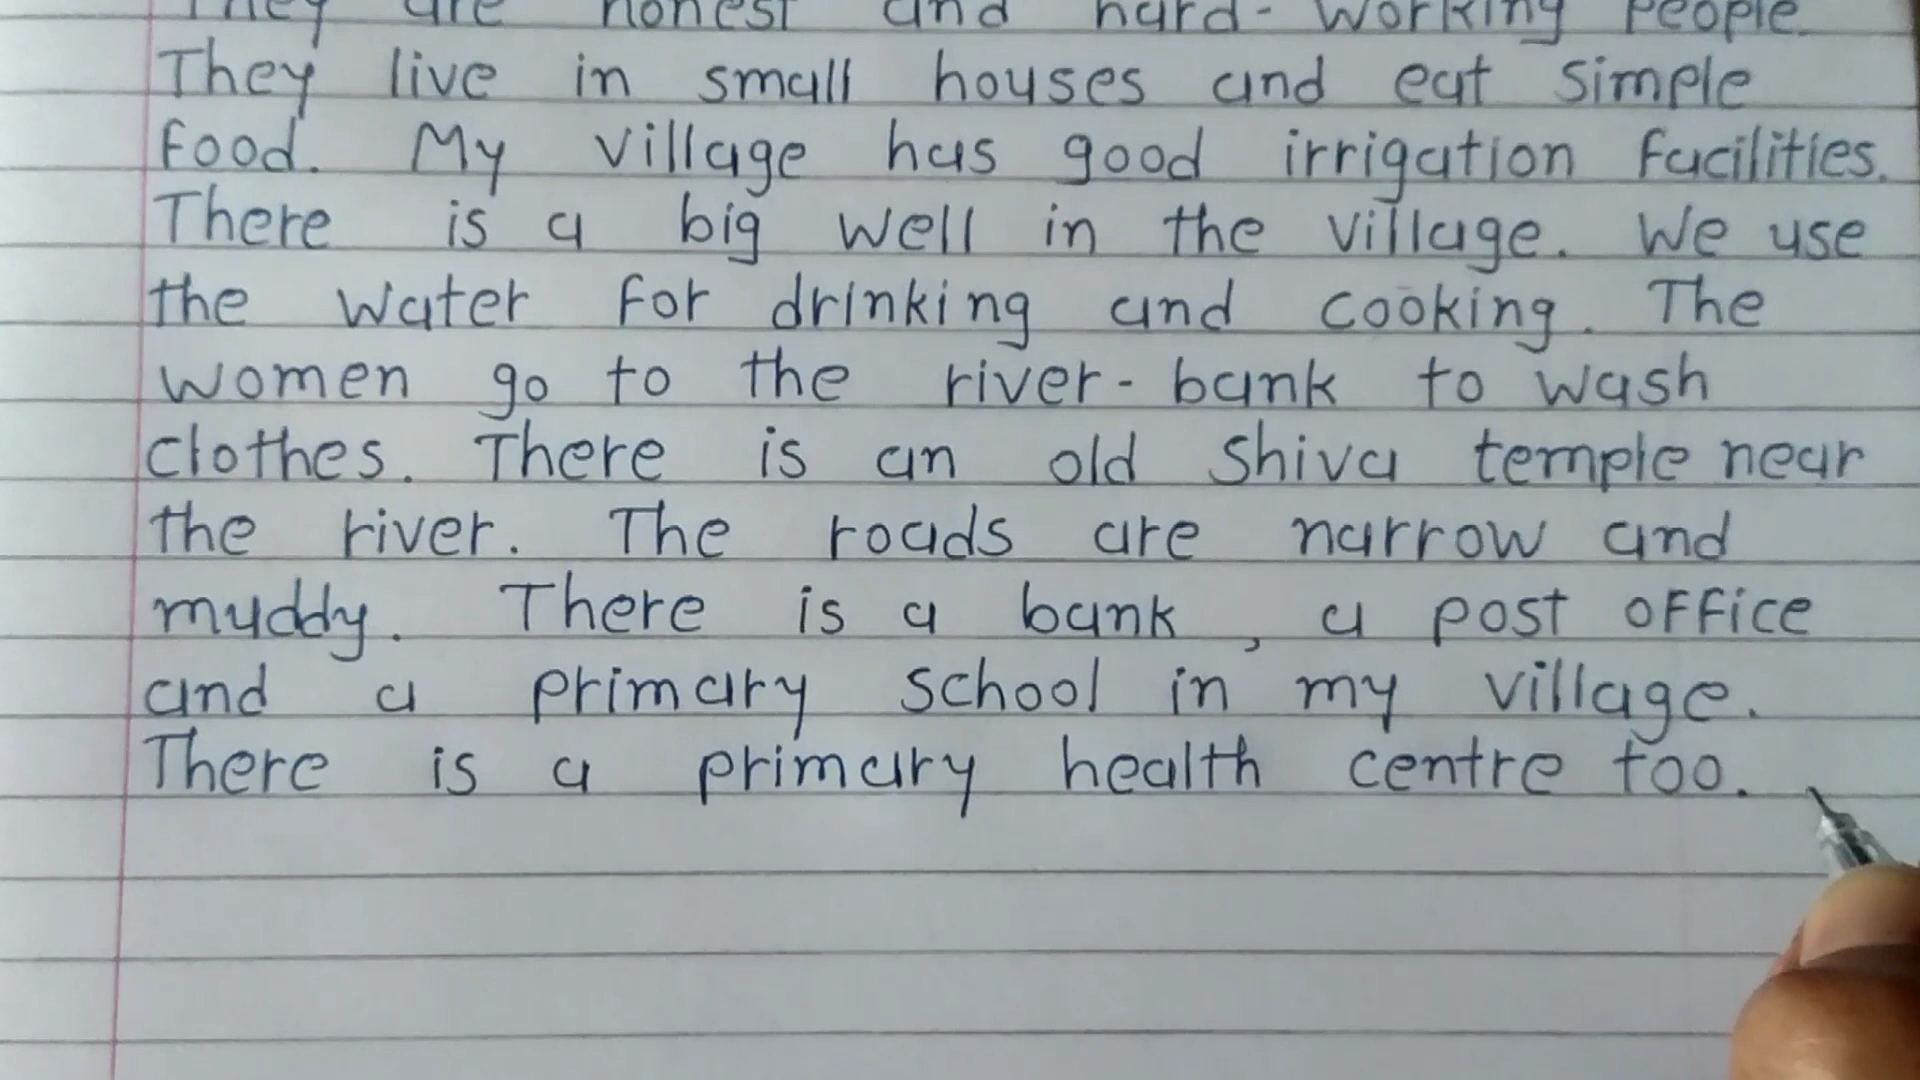 They are honest and hard-working people.
They live in small houses and eat simple
food. My village has good irrigation facilities.
There is a big well in the village. We use
the water for drinking and cooking. The
women go to the river-bank to wash
clothes. There is an old Shiva temple near
the river. The roads are narrow and
muddy. There is a bank, a post office
and a primary school in my village.
There is a primary health centre too.